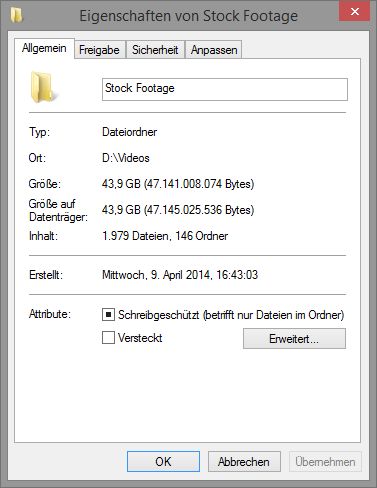 Eigenschaften von Stock Footage
Allgemein Freigabe Sicherheit Anpassen
Stock Footage
Typ: Dateiordner
Ort: D:\Videos
Größe: 43,9 GB (47.141.008.074 Bytes)
Größe auf
Datenträger: 43,9 GB (47.145.025.536 Bytes)
Inhalt: 1.979 Dateien, 146 Ordner
Erstellt: Mittwoch, 9. April 2014, 16:43:03
Attribute: Schreibgeschützt (betrifft nur Dateien im Ordner)
Versteckt Erweitert...
OK Abbrechen Übernehmen